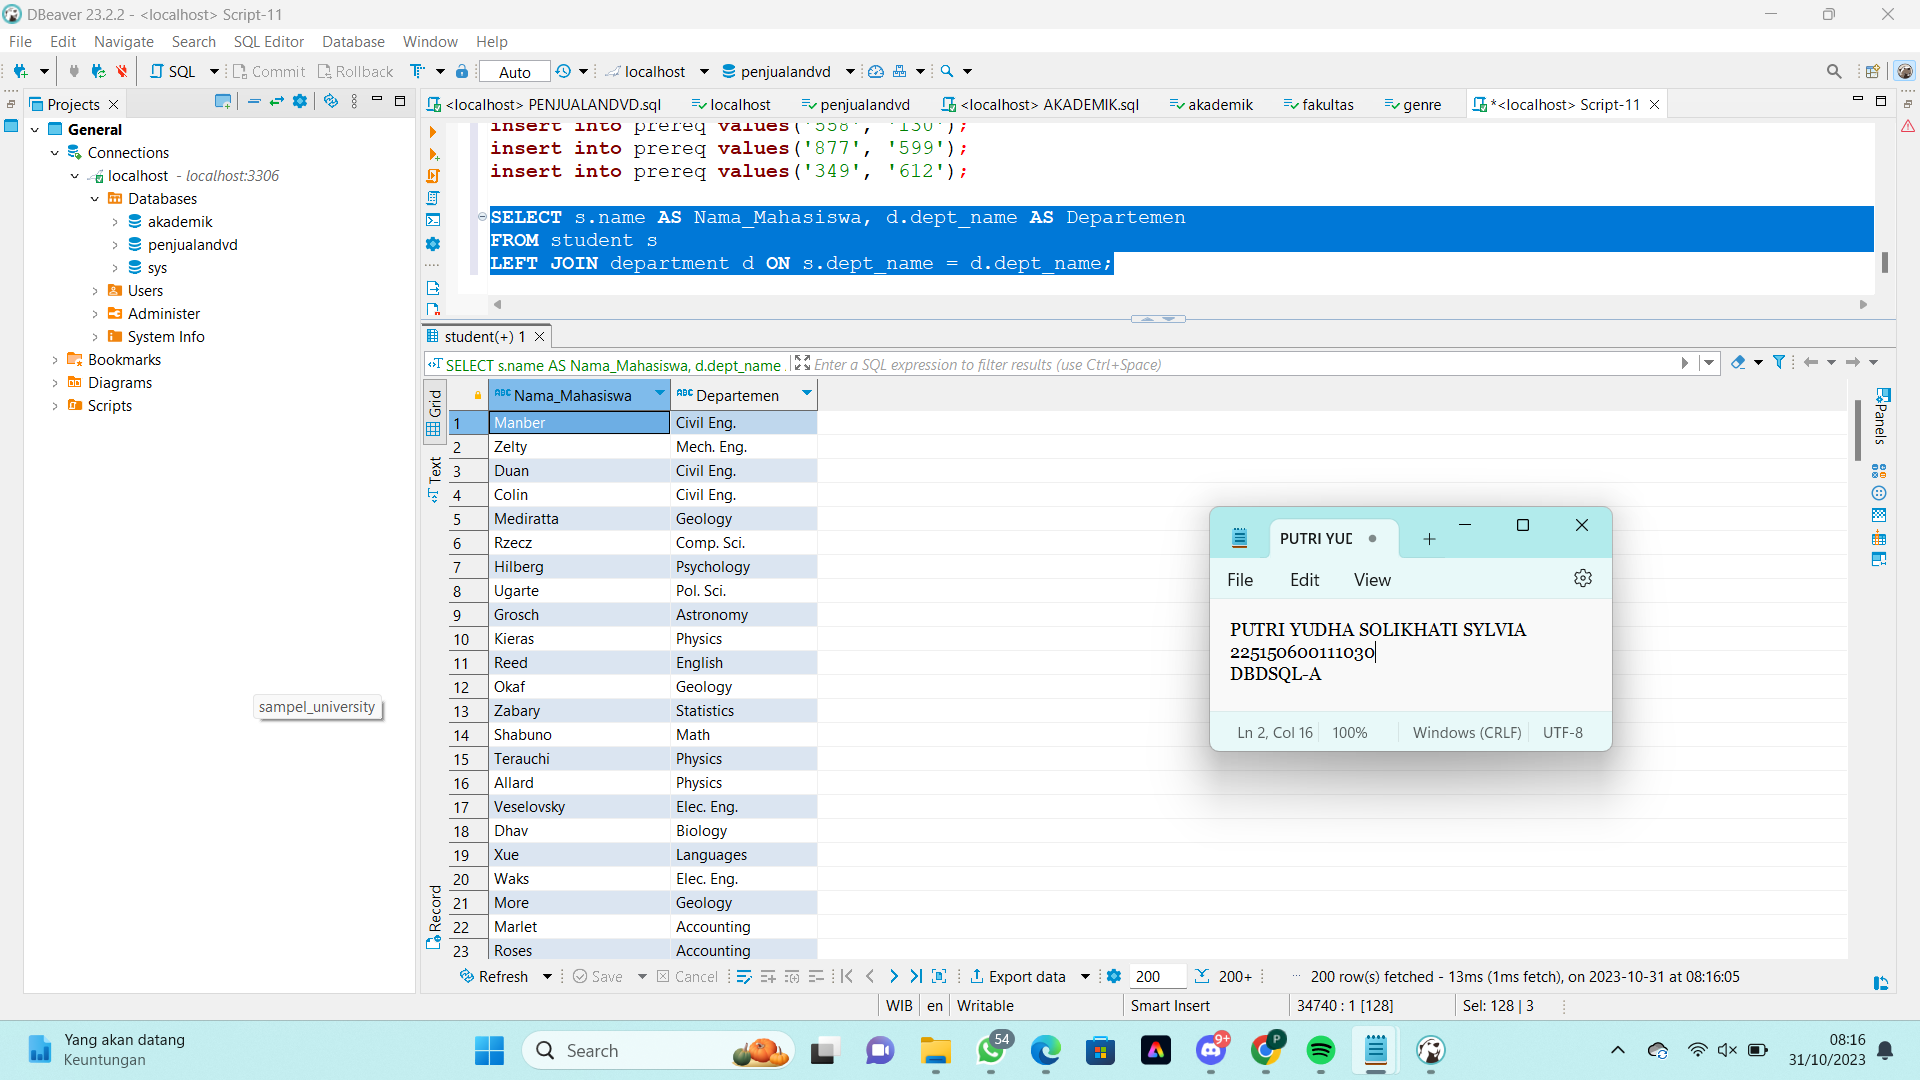 DBeaver 23.2.2 - <localhost> Script-11
File Edit Navigate Search SQL Editor Database Window Help
SQL Commit Rollback Auto localhost penjualandvd
Projects
<localhost> PENJUALANDVD.sql localhost penjualandvd <localhost> AKADEMIK.sql akademik fakultas genre *<localhost> Script-11
General
Connections
localhost - localhost:3306
Databases
akademik
penjualandvd
sys
Users
Administer
System Info
Bookmarks
Diagrams
Scripts
sampel_university
insert into prereq values('558', '130');
insert into prereq values('877', '599');
insert into prereq values('349', '612');
SELECT s.name AS Nama_Mahasiswa, d.dept_name AS Departemen
FROM student s
LEFT JOIN department d ON s.dept_name = d.dept_name;
student(+) 1
SELECT s.name AS Nama_Mahasiswa, d.dept_name
Enter a SQL expression to filter results (use Ctrl+Space)
Grid
Text
Record
Panels
ABC Nama_Mahasiswa ABC Departemen
1 Manber Civil Eng.
2 Zelty Mech. Eng.
3 Duan Civil Eng.
4 Colin Civil Eng.
5 Mediratta Geology
6 Rzecz Comp. Sci.
7 Hilberg Psychology
8 Ugarte Pol. Sci.
9 Grosch Astronomy
10 Kieras Physics
11 Reed English
12 Okaf Geology
13 Zabary Statistics
14 Shabuno Math
15 Terauchi Physics
16 Allard Physics
17 Veselovsky Elec. Eng.
18 Dhav Biology
19 Xue Languages
20 Waks Elec. Eng.
21 More Geology
22 Marlet Accounting
23 Roses Accounting
PUTRI YUD
File Edit View
PUTRI YUDHA SOLIKHATI SYLVIA
225150600111030
DBDSQL-A
Ln 2, Col 16 100% Windows (CRLF) UTF-8
Refresh Save Cancel Export data 200 200+ 200 row(s) fetched - 13ms (1ms fetch), on 2023-10-31 at 08:16:05
WIB en Writable Smart Insert 34740 : 1 [128] Sel: 128 | 3
Yang akan datang
Keuntungan
Search
54
9+
P
08:16
31/10/2023